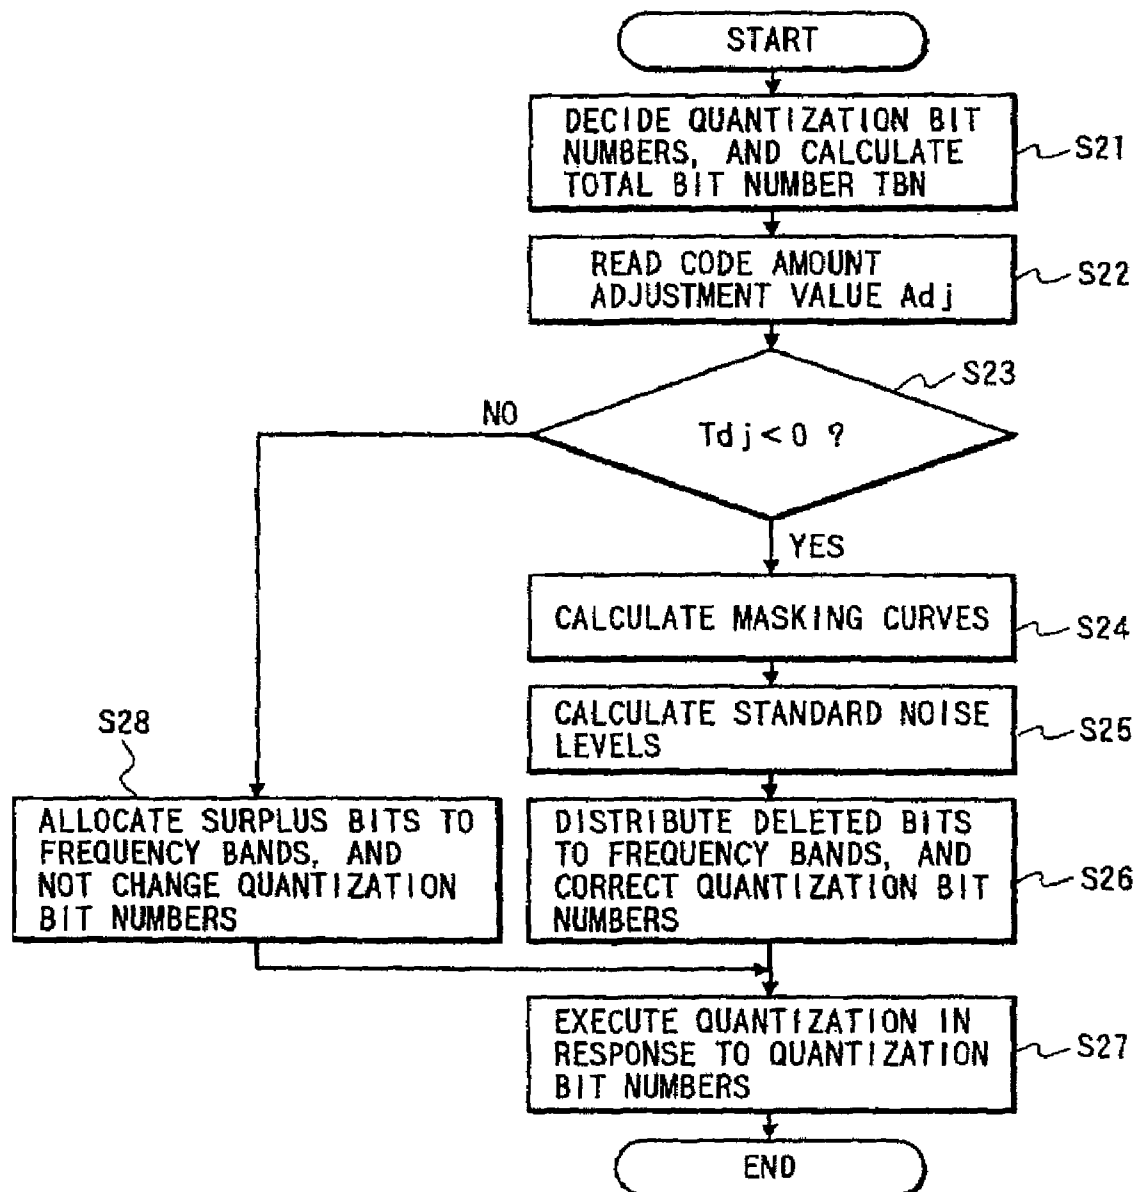 START
DECIDE QUANTIZATION BIT
NUMBERS, AND CALCULATE
TOTAL BIT NUMBER TBN
S21
READ CODE AMOUNT
ADJUSTMENT VALUE Adj
S22
S23
Tdj<0 ?
NO
YES
CALCULATE MASKING CURVES
S24
CALCULATE STANDARD NOISE
LEVELS
S25
S28
ALLOCATE SURPLUS BITS TO
FREQUENCY BANDS, AND
NOT CHANGE QUANTIZATION
BIT NUMBERS
DISTRIBUTE DELETED BITS
TO FREQUENCY BANDS, AND
CORRECT QUANTIZATION BIT
NUMBERS
S26
EXECUTE QUANTIZATION IN
RESPONSE TO QUANTIZATION
BIT NUMBERS
S27
END